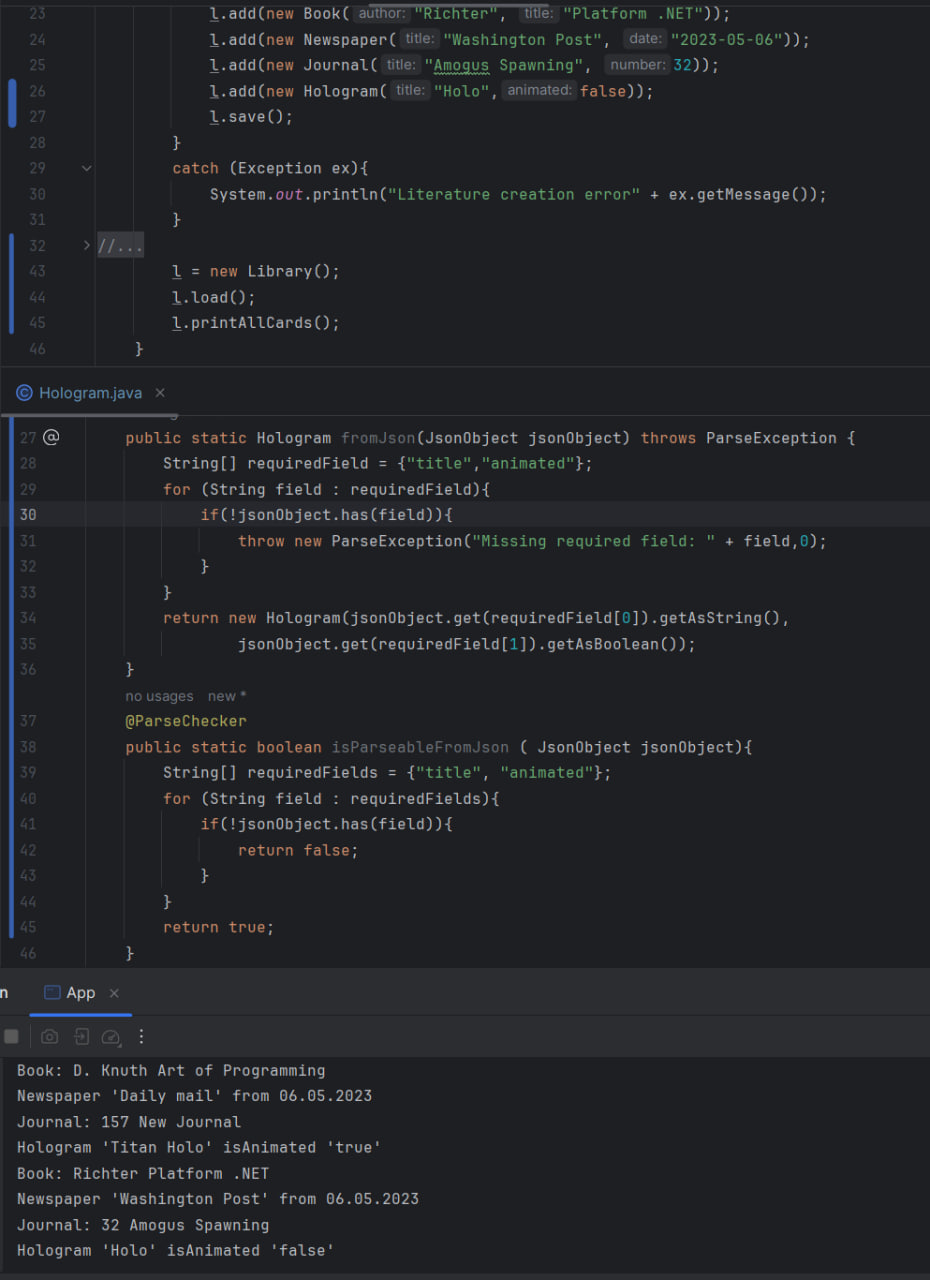 23 l.add(new Book( author: "Richter", title: "Platform .NET"));
24 l.add(new Newspaper( title: "Washington Post", date: "2023-05-06"));
25 l.add(new Journal( title: "Amogus Spawning", number: 32));
26 l.add(new Hologram( title: "Holo", animated: false));
27 l.save();
28 }
29 catch (Exception ex){
30 System.out.println("Literature creation error" + ex.getMessage());
31 }
32 //...
43 l = new Library();
44 l.load();
45 l.printAllCards();
46 }
Hologram.java
27 public static Hologram fromJson(JsonObject jsonObject) throws ParseException {
28 String[] requiredField = {"title","animated"};
29 for (String field : requiredField){
30 if(!jsonObject.has(field)){
31 throw new ParseException("Missing required field: " + field,0);
32 }
33 }
34 return new Hologram(jsonObject.get(requiredField[0]).getAsString(),
35 jsonObject.get(requiredField[1]).getAsBoolean());
36 }
no usages new *
37 @ParseChecker
38 public static boolean isParseableFromJson ( JsonObject jsonObject){
39 String[] requiredFields = {"title", "animated"};
40 for (String field : requiredFields){
41 if(!jsonObject.has(field)){
42 return false;
43 }
44 }
45 return true;
46 }
n App
Book: D. Knuth Art of Programming
Newspaper 'Daily mail' from 06.05.2023
Journal: 157 New Journal
Hologram 'Titan Holo' isAnimated 'true'
Book: Richter Platform .NET
Newspaper 'Washington Post' from 06.05.2023
Journal: 32 Amogus Spawning
Hologram 'Holo' isAnimated 'false'